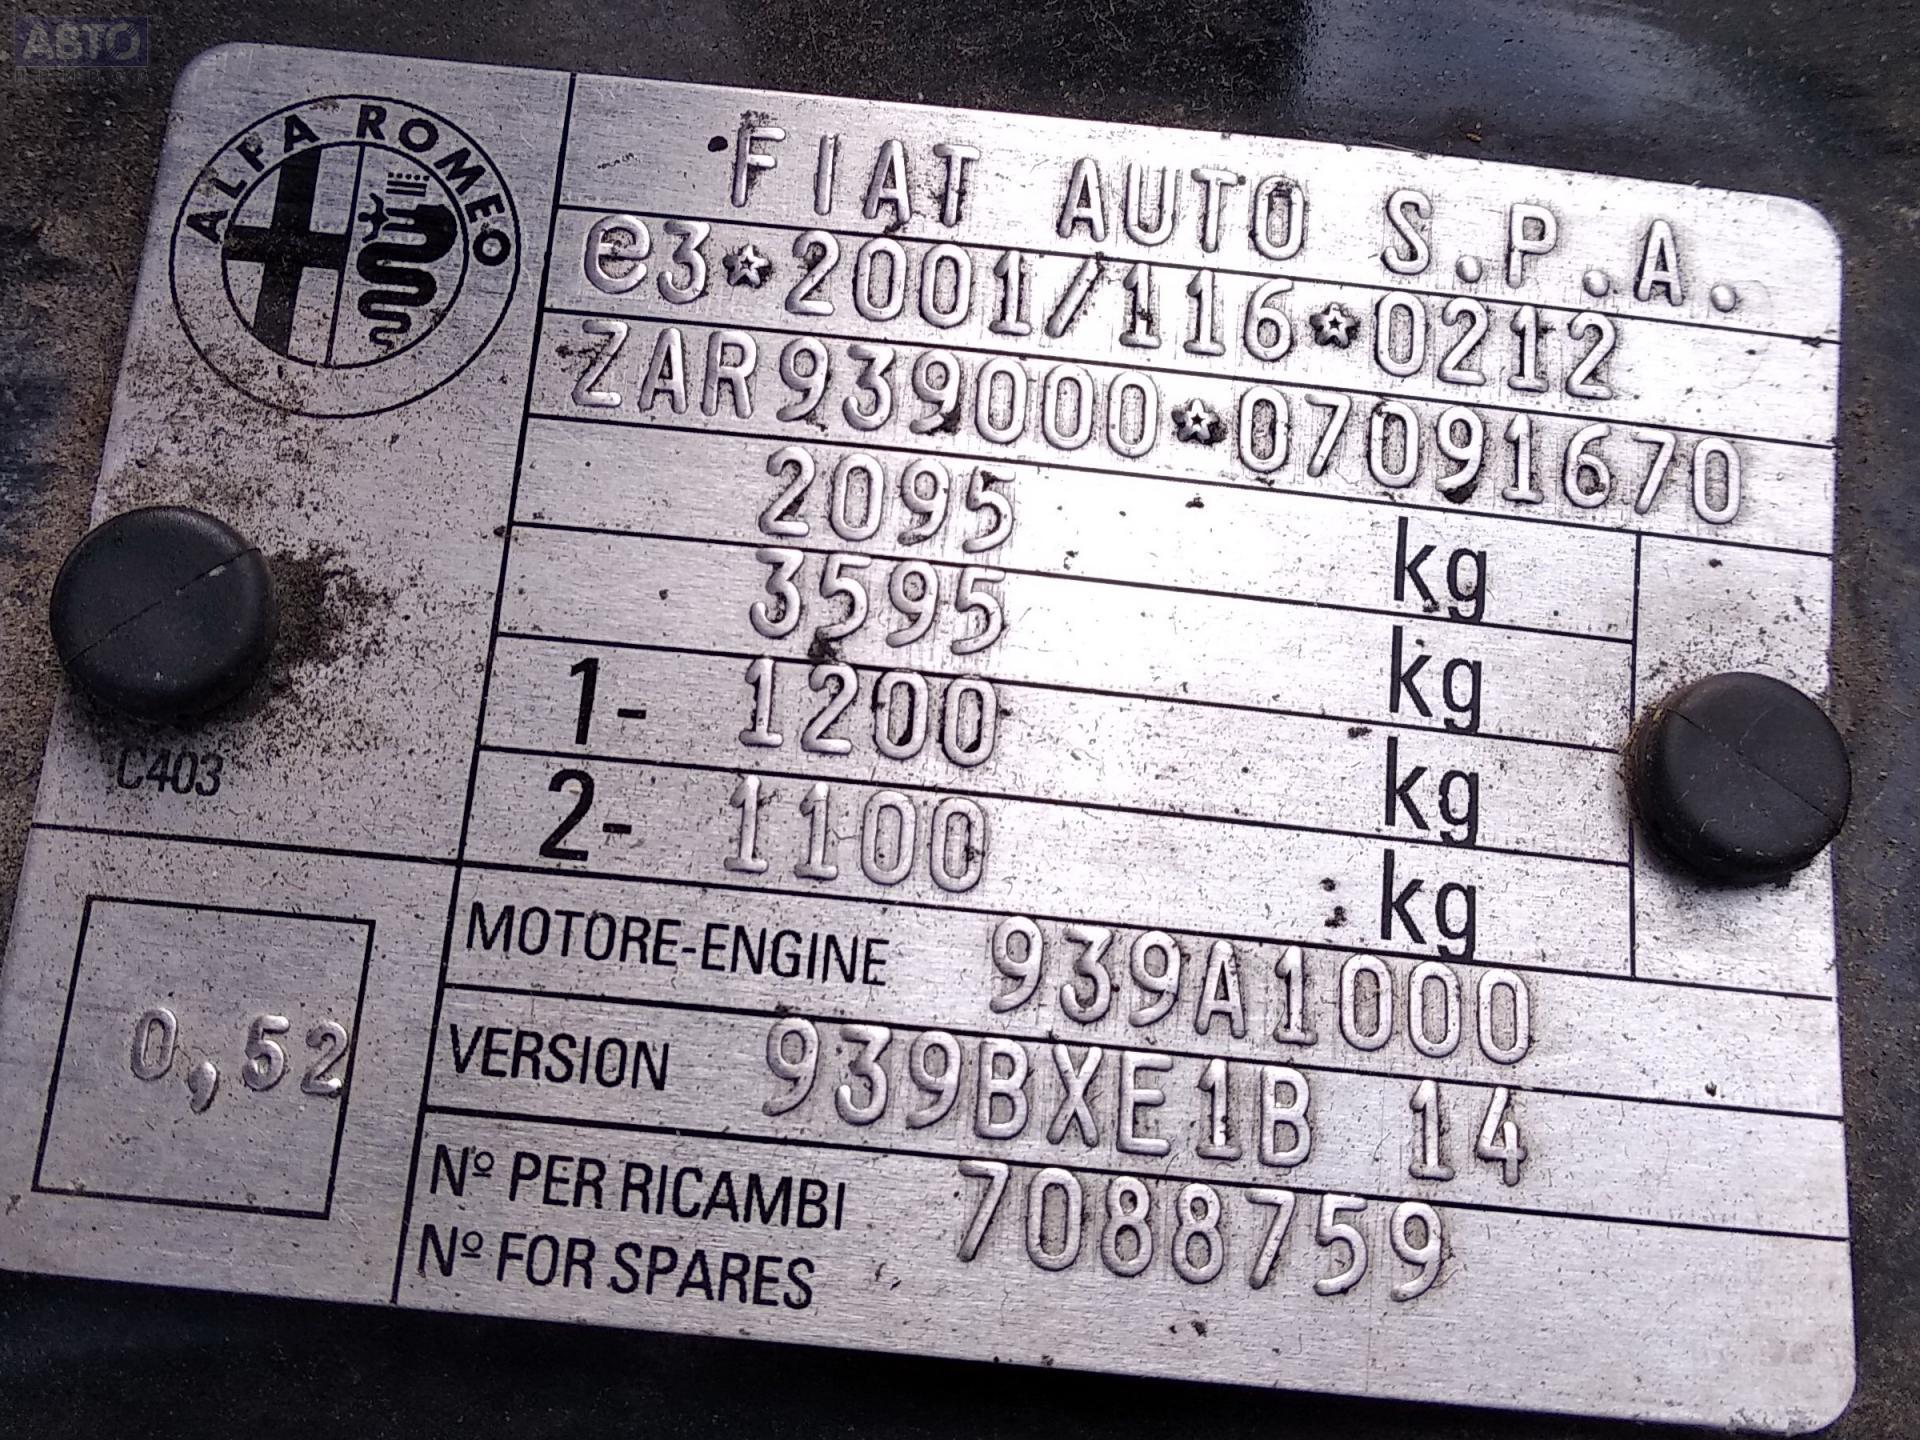 АВТО
ALFA ROMEO
FIAT AUTO S.P.A.
e3*2001/116*0212
ZAR939000*07091670
2095 kg
3595 kg
1- 1200 kg
2- 1100 kg
C403
MOTORE-ENGINE 939A1000
0,52
VERSION 939BXE1B 14
Nº PER RICAMBI 7088759
Nº FOR SPARES